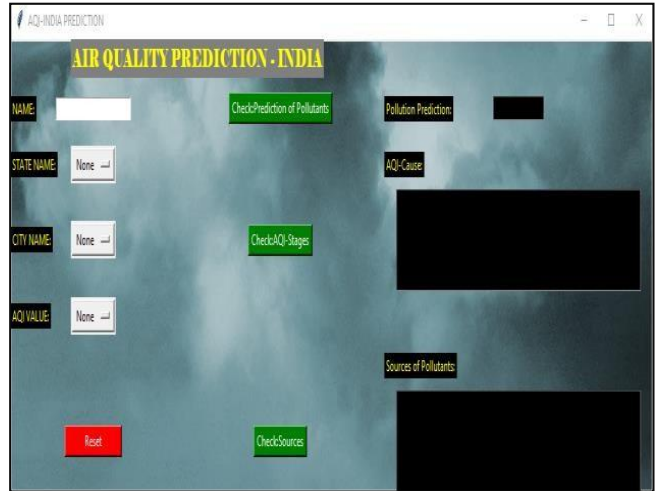 AQI-INDIA PREDICTION
AIR QUALITY PREDICTION - INDIA
NAME:
Check:Prediction of Pollutants
Pollution Prediction:
STATE NAME:
None
AQI-Cause:
CITY NAME:
None
Check:AQI-Stages
AQI VALUE:
None
Sources of Pollutants:
Reset
Check:Sources